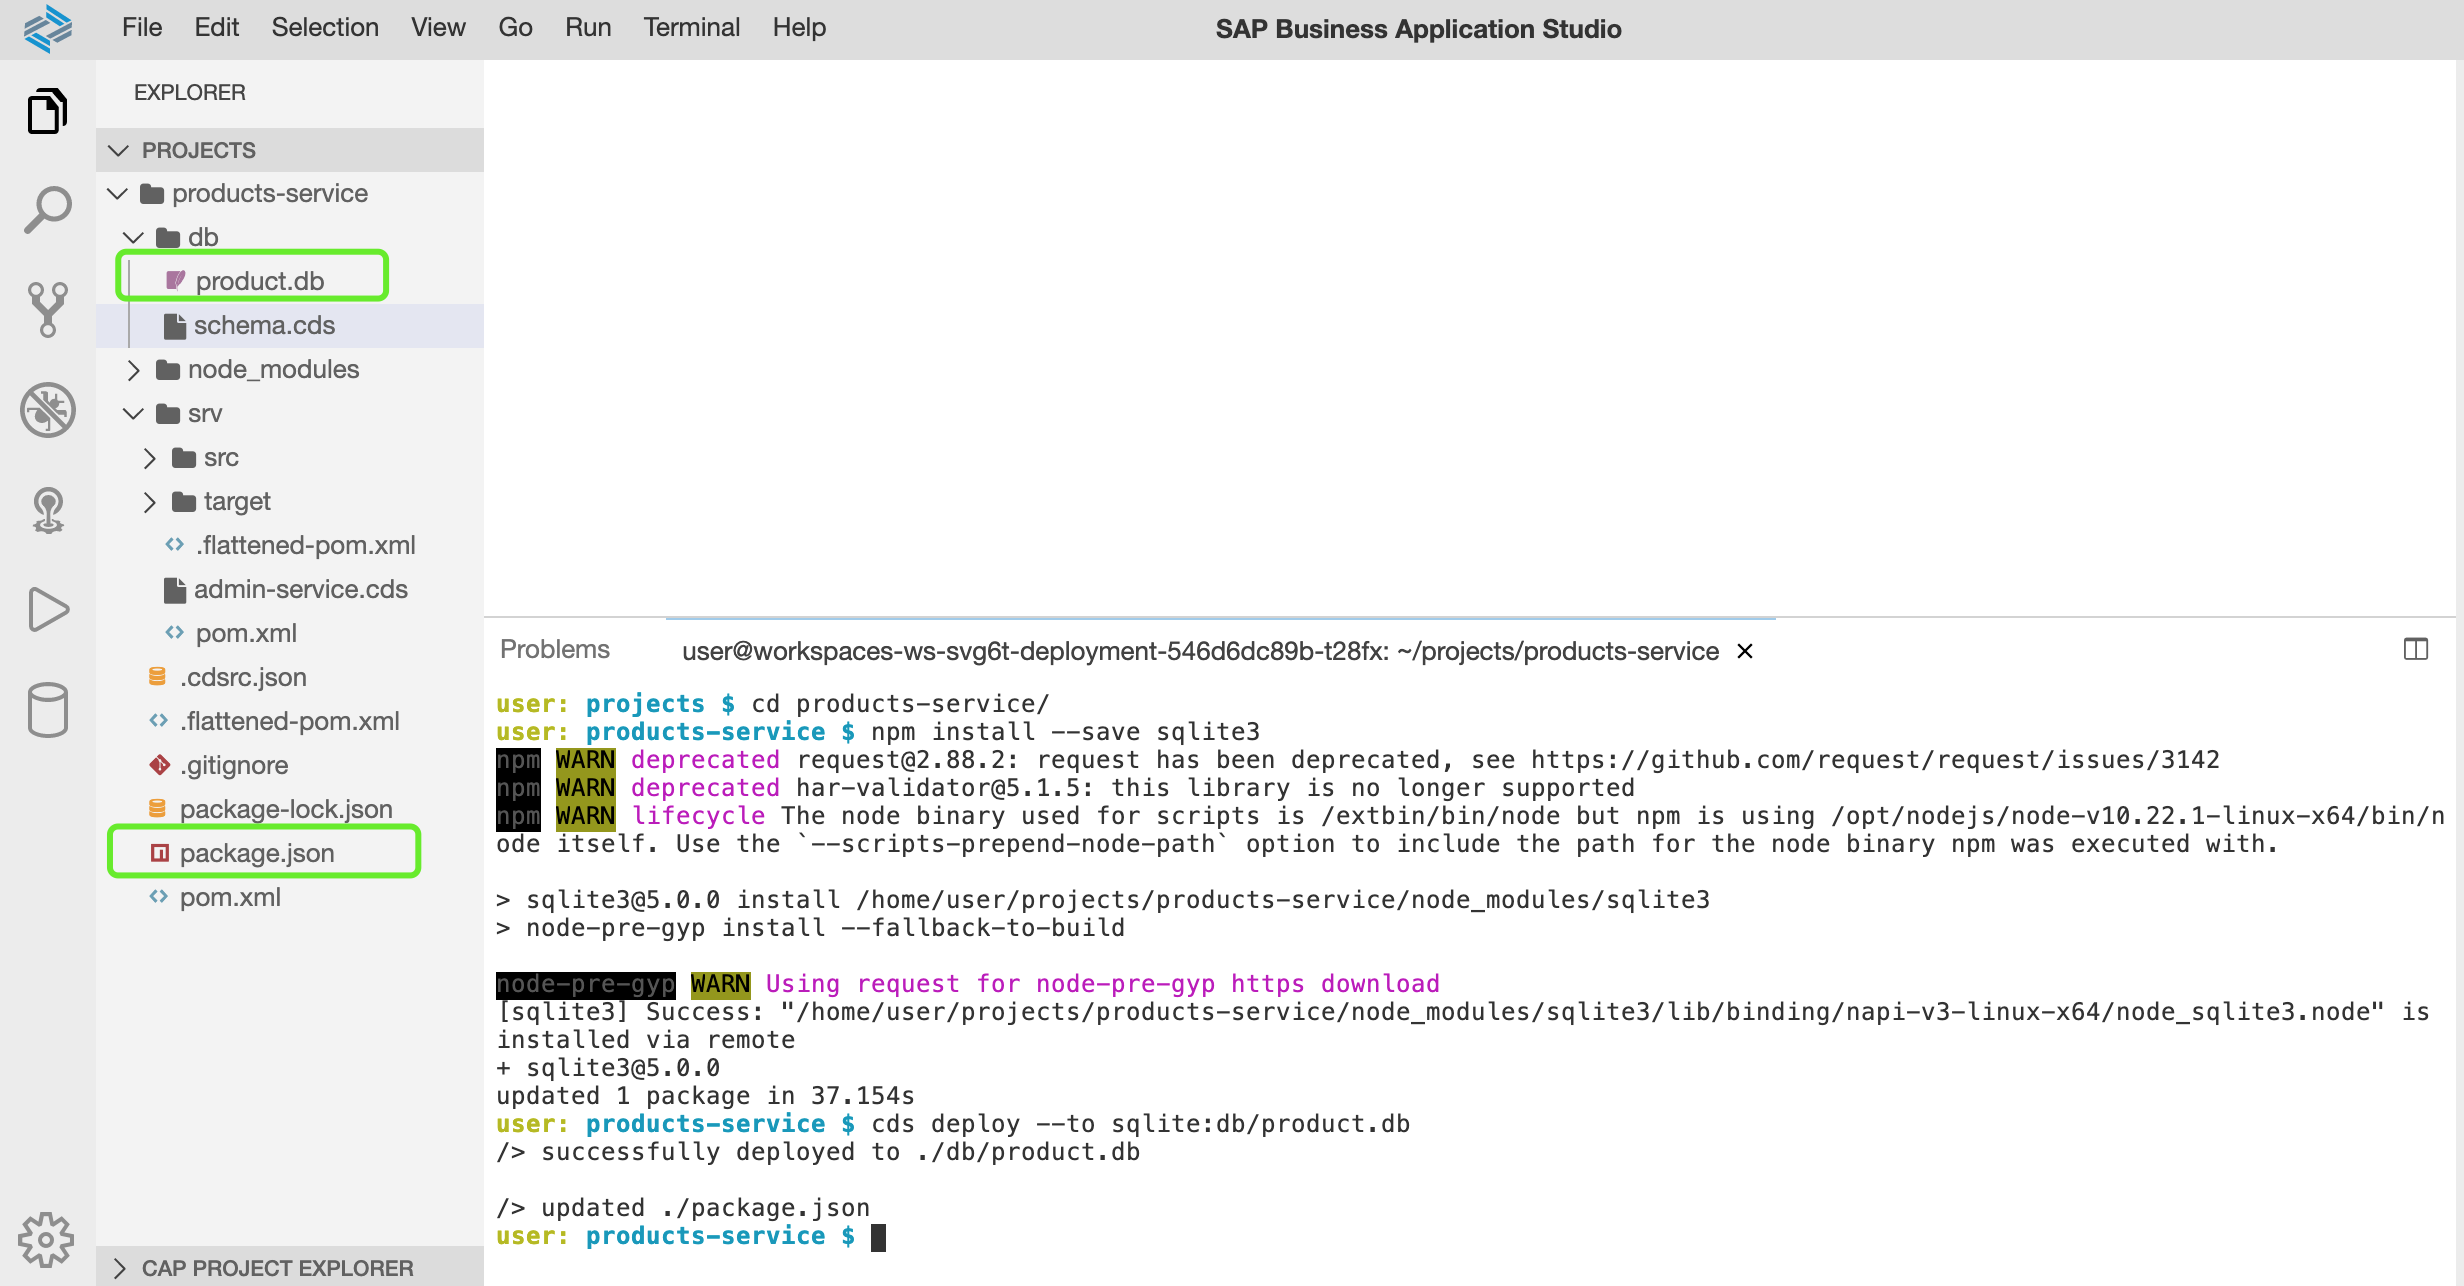 File Edit Selection View Go Run Terminal Help
SAP Business Application Studio
EXPLORER
PROJECTS
products-service
db
product.db
schema.cds
node_modules
srv
src
target
.flattened-pom.xml
admin-service.cds
pom.xml
.cdsrc.json
.flattened-pom.xml
.gitignore
package-lock.json
package.json
pom.xml
CAP PROJECT EXPLORER
Problems
user@workspaces-ws-svg6t-deployment-546d6dc89b-t28fx: ~/projects/products-service ×
user: projects $ cd products-service/
user: products-service $ npm install --save sqlite3
npm WARN deprecated request@2.88.2: request has been deprecated, see https://github.com/request/request/issues/3142
npm WARN deprecated har-validator@5.1.5: this library is no longer supported
npm WARN lifecycle The node binary used for scripts is /extbin/bin/node but npm is using /opt/nodejs/node-v10.22.1-linux-x64/bin/n
ode itself. Use the `--scripts-prepend-node-path` option to include the path for the node binary npm was executed with.
> sqlite3@5.0.0 install /home/user/projects/products-service/node_modules/sqlite3
> node-pre-gyp install --fallback-to-build
node-pre-gyp WARN Using request for node-pre-gyp https download
[sqlite3] Success: "/home/user/projects/products-service/node_modules/sqlite3/lib/binding/napi-v3-linux-x64/node_sqlite3.node" is
installed via remote
+ sqlite3@5.0.0
updated 1 package in 37.154s
user: products-service $ cds deploy --to sqlite:db/product.db
/> successfully deployed to ./db/product.db
/> updated ./package.json
user: products-service $